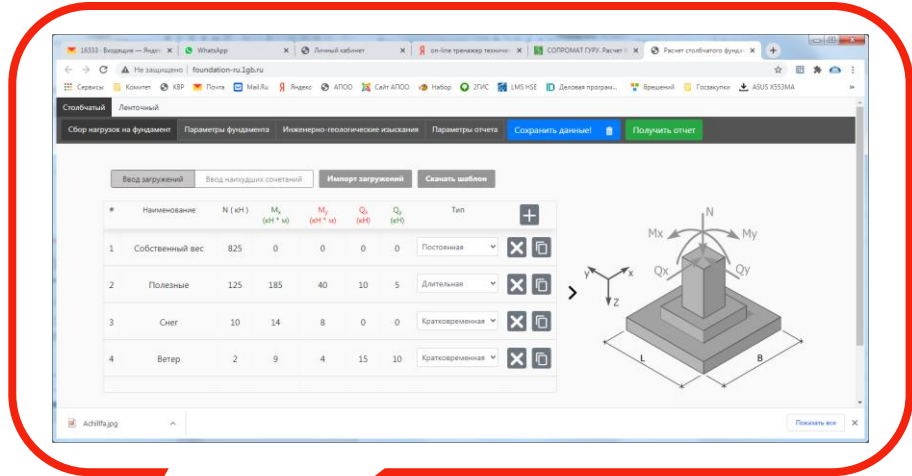 16333 · Входящие — Яндекс
WhatsApp
Личный кабинет
on-line тренажер техниче
СОПРОМАТ ГУРУ. Расчет
Расчет столбчатого фунда
Не защищено | foundation-ru.1gb.ru
Сервисы Комитет КВР Почта Mail.Ru Яндекс АПОО Сайт АПОО Набор 2ГИС LMS HSE Деловая програм... Брешений Госзакупки ASUS X553MA »
Столбчатый Ленточный
Сбор нагрузок на фундамент Параметры фундамента Инженерно-геологические изыскания Параметры отчета Сохранить данные! Получить отчет
Ввод загружений Ввод наихудших сочетаний Импорт загружений Скачать шаблон
# Наименование N ( кН ) Mx (кН * м) My (кН * м) Qx (кН) Qy (кН) Тип
1 Собственный вес 825 0 0 0 0 Постоянная
2 Полезные 125 185 40 10 5 Длительная
3 Снег 10 14 8 0 0 Кратковременная
4 Ветер 2 9 4 15 10 Кратковременная
N
Mx My
Qx Qy
y x
z
L B
Achilffa.jpg
Показать все